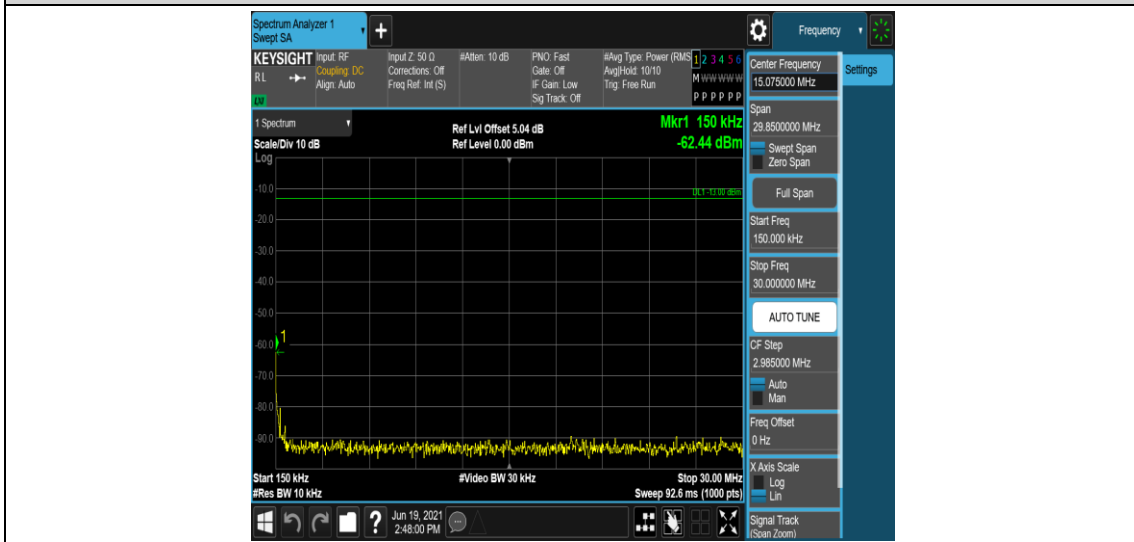 Spectrum Analyzer 1
Swept SA
+
Frequency
KEYSIGHT
RL
LXI
Input: RF
Coupling: DC
Align: Auto
Input Z: 50 Ω
Corrections: Off
Freq Ref: Int (S)
#Atten: 10 dB
PNO: Fast
Gate: Off
IF Gain: Low
Sig Track: Off
#Avg Type: Power (RMS
Avg|Hold: 10/10
Trig: Free Run
1 2 3 4 5 6
M W W W W W
P P P P P P
1 Spectrum
Scale/Div 10 dB
Log
Ref Lvl Offset 5.04 dB
Ref Level 0.00 dBm
Mkr1 150 kHz
-62.44 dBm
DL1 -13.00 dBm
-10.0
-20.0
-30.0
-40.0
-50.0
-60.0
-70.0
-80.0
-90.0
1
Start 150 kHz
#Res BW 10 kHz
#Video BW 30 kHz
Stop 30.00 MHz
Sweep 92.6 ms (1000 pts)
Center Frequency
15.075000 MHz
Settings
Span
29.8500000 MHz
Swept Span
Zero Span
Full Span
Start Freq
150.000 kHz
Stop Freq
30.000000 MHz
AUTO TUNE
CF Step
2.985000 MHz
Auto
Man
Freq Offset
0 Hz
X Axis Scale
Log
Lin
Signal Track
(Span Zoom)
?
Jun 19, 2021
2:48:00 PM